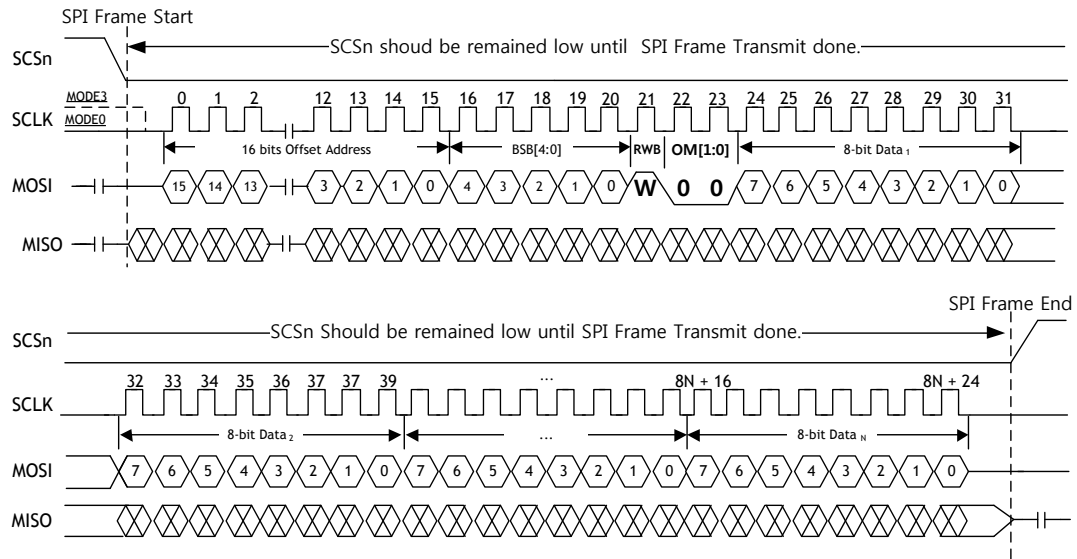 SPI Frame Start
SCSn
SCSn shoud be remained low until SPI Frame Transmit done.
MODE3
SCLK
MODE0
0 1 2 12 13 14 15 16 17 18 19 20 21 22 23 24 25 26 27 28 29 30 31
16 bits Offset Address
BSB[4:0]
RWB
OM[1:0]
8-bit Data 1
MOSI
15 14 13 3 2 1 0 4 3 2 1 0 W 0 0 7 6 5 4 3 2 1 0
MISO
SPI Frame End
SCSn
SCSn Should be remained low until SPI Frame Transmit done.
32 33 34 35 36 37 37 39 ... 8N + 16 8N + 24
SCLK
8-bit Data 2
...
8-bit Data N
MOSI
7 6 5 4 3 2 1 0 7 6 5 4 3 2 1 0 7 6 5 4 3 2 1 0
MISO